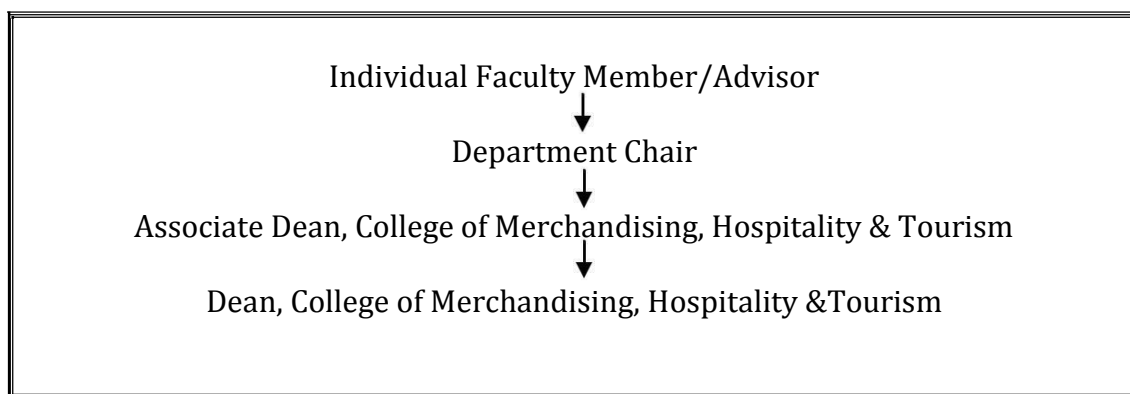 Individual Faculty Member/Advisor
Department Chair
Associate Dean, College of Merchandising, Hospitality & Tourism
Dean, College of Merchandising, Hospitality &Tourism